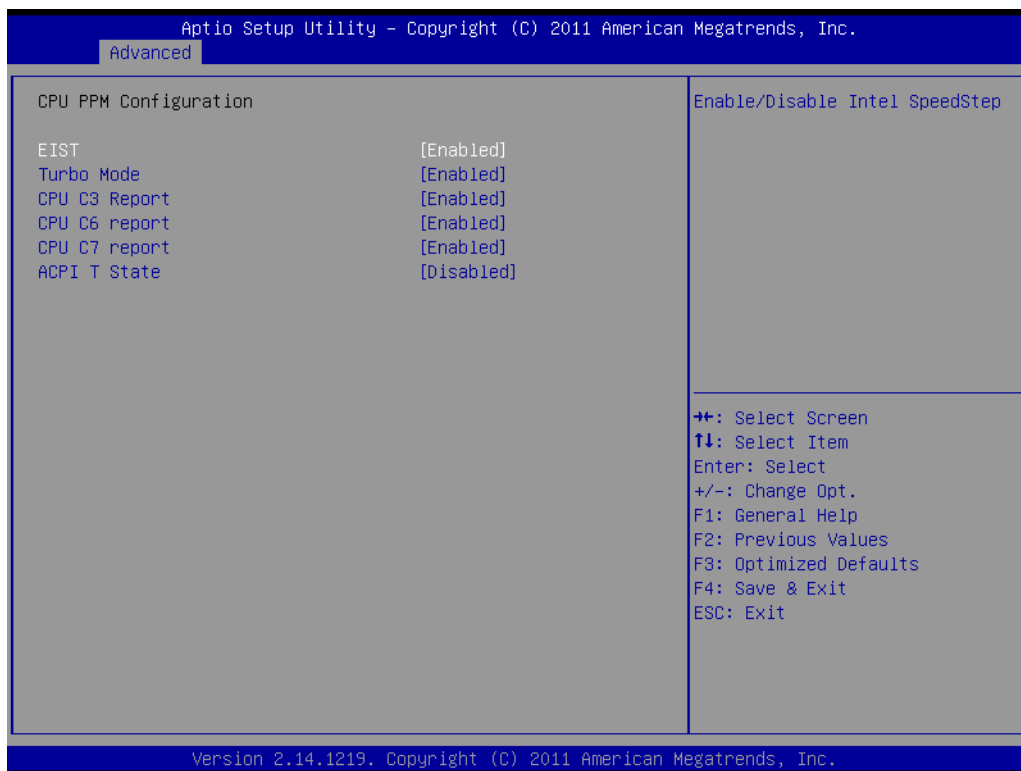 Aptio Setup Utility – Copyright (C) 2011 American Megatrends, Inc.
Advanced
CPU PPM Configuration
EIST [Enabled]
Turbo Mode [Enabled]
CPU C3 Report [Enabled]
CPU C6 report [Enabled]
CPU C7 report [Enabled]
ACPI T State [Disabled]
Enable/Disable Intel SpeedStep
→←: Select Screen
↑↓: Select Item
Enter: Select
+/-: Change Opt.
F1: General Help
F2: Previous Values
F3: Optimized Defaults
F4: Save & Exit
ESC: Exit
Version 2.14.1219. Copyright (C) 2011 American Megatrends, Inc.